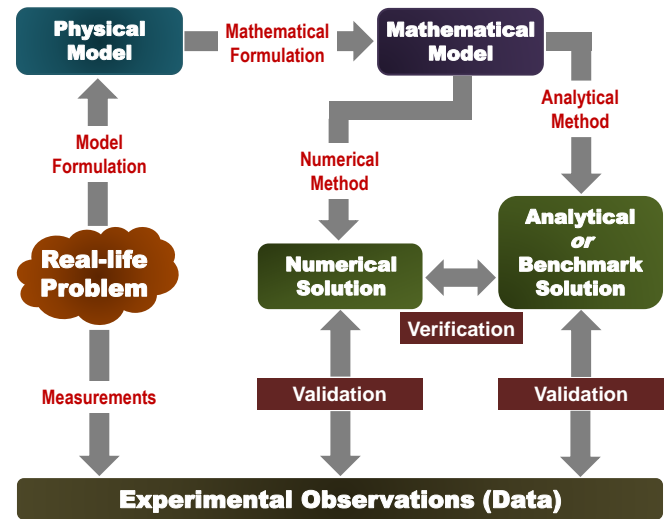 Physical
Model
Mathematical
Formulation
Mathematical
Model
Analytical
Method
Model
Formulation
Numerical
Method
Real-life
Problem
Numerical
Solution
Analytical
or
Benchmark
Solution
Verification
Measurements
Validation
Validation
Experimental Observations (Data)